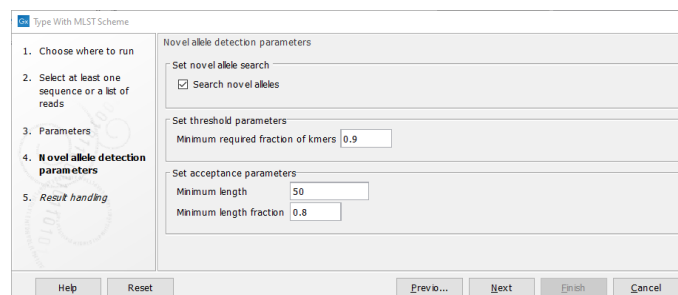 Gx Type With MLST Scheme
1. Choose where to run
2. Select at least one
sequence or a list of
reads
3. Parameters
4. Novel allele detection
parameters
5. Result handling
Novel allele detection parameters
Set novel allele search
Search novel alleles
Set threshold parameters
Minimum required fraction of kmers 0.9
Set acceptance parameters
Minimum length 50
Minimum length fraction 0.8
Help Reset Previo... Next Finish Cancel